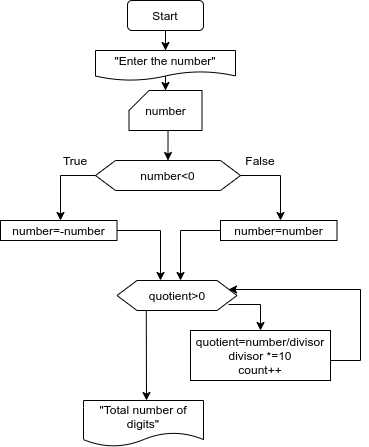 Start
"Enter the number"
number
True
False
number<0
number=-number
number=number
quotient>0
quotient=number/divisor
divisor *=10
count++
"Total number of
digits"